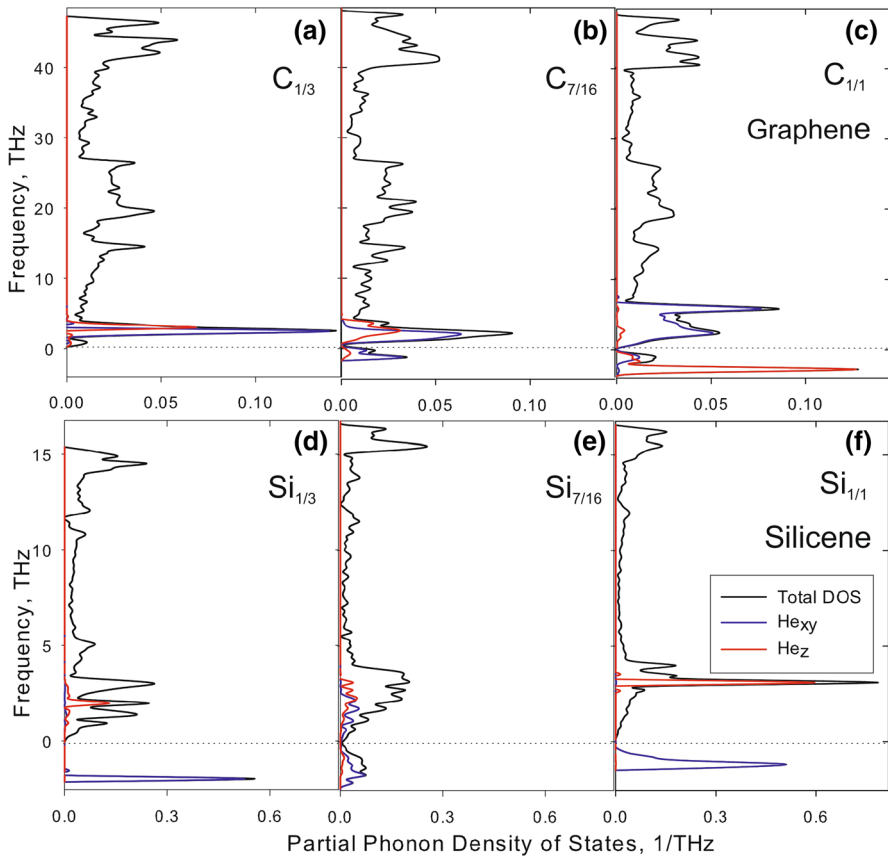 (a) (b) (c)
C1/3 C7/16 C1/1
Graphene
Frequency, THz
40
30
20
10
0
0.00 0.05 0.10 0.00 0.05 0.10 0.00 0.05 0.10
(d) (e) (f)
Si1/3 Si7/16 Si1/1
Silicene
Total DOS
Hexy
Hez
Frequency, THz
15
10
5
0
0.0 0.3 0.6 0.0 0.3 0.6 0.0 0.3 0.6
Partial Phonon Density of States, 1/THz